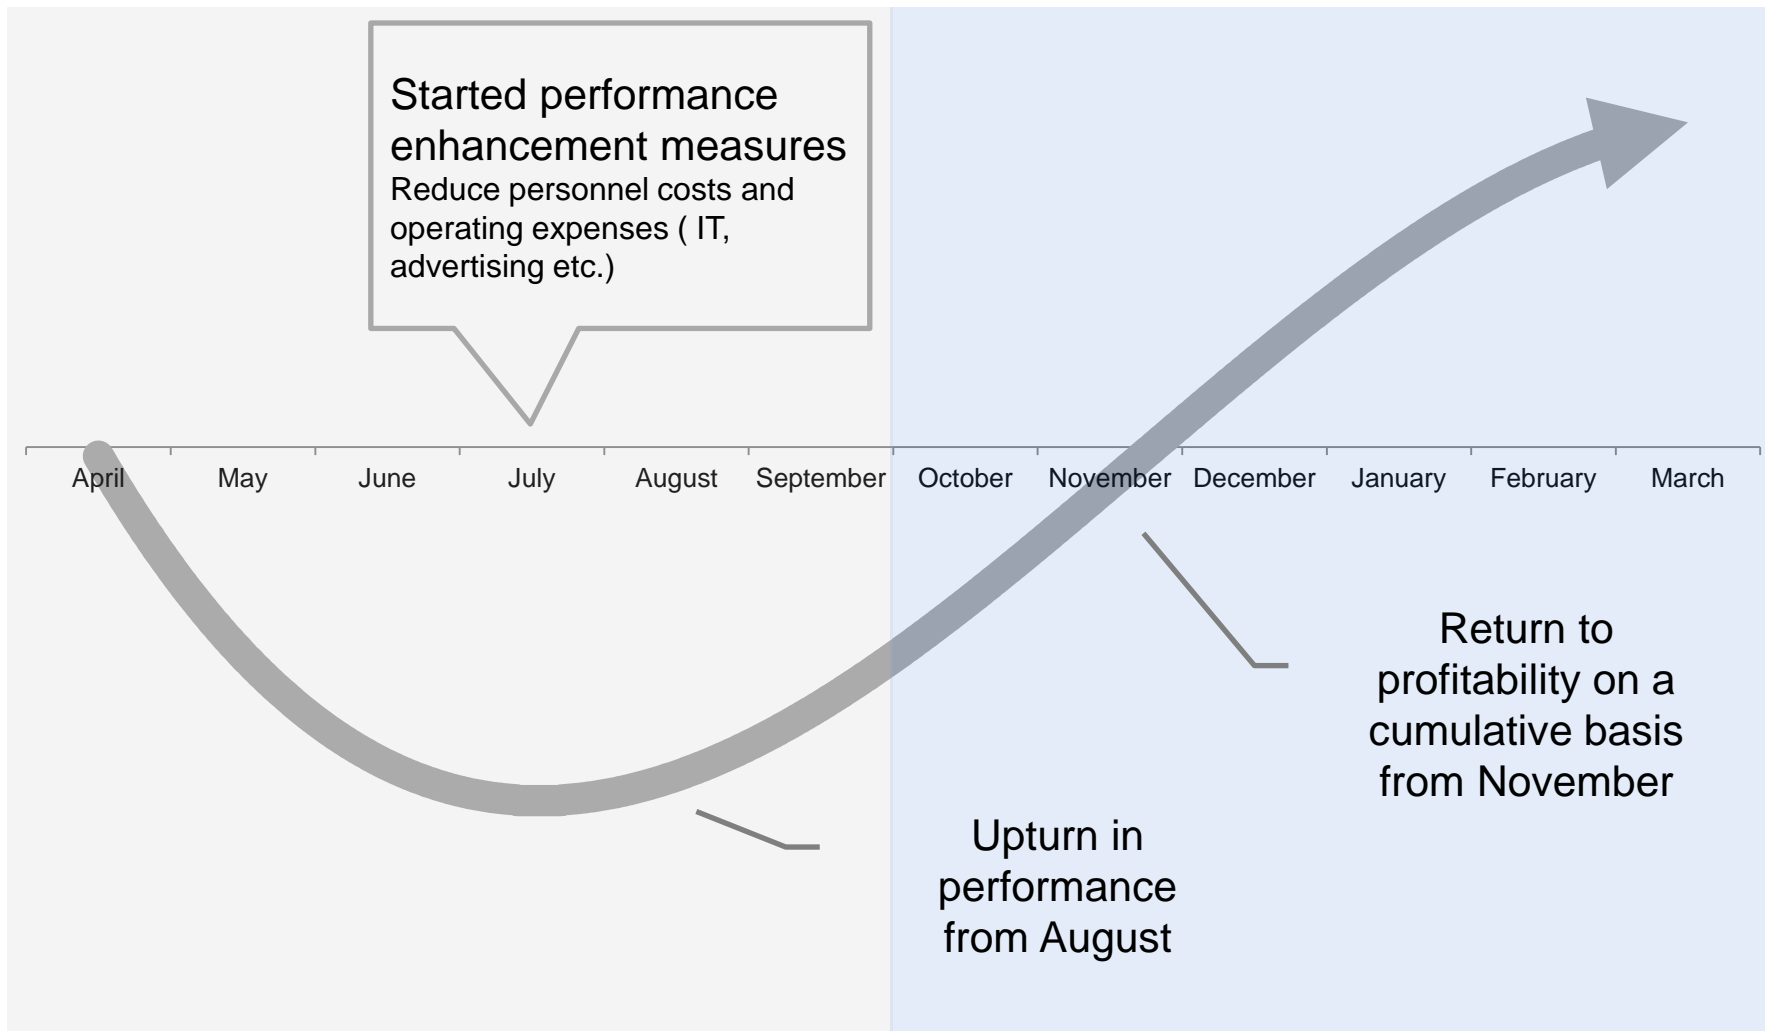 Started performance
enhancement measures
Reduce personnel costs and
operating expenses ( IT,
advertising etc.)
April May June July August September October November December January February March
Return to
profitability on a
cumulative basis
from November
Upturn in
performance
from August